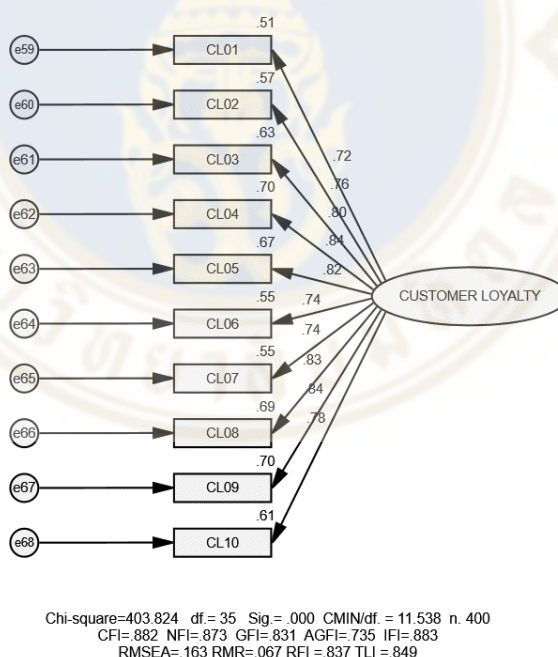 .51
e59 CL01
.57
e60 CL02
.63
e61 CL03
.72
.70
.76
e62 CL04
.80
.67
.84
e63 CL05
.82
.55
.74
CUSTOMER LOYALTY
e64 CL06
.74
.55
.83
e65 CL07
.84
.69
.78
e66 CL08
.70
e67 CL09
.61
e68 CL10
Chi-square=403.824 df.= 35 Sig.= .000 CMIN/df. = 11.538 n. 400
CFI=.882 NFI=.873 GFI=.831 AGFI=.735 IFI=.883
RMSEA=.163 RMR=.067 RFI =.837 TLI =.849